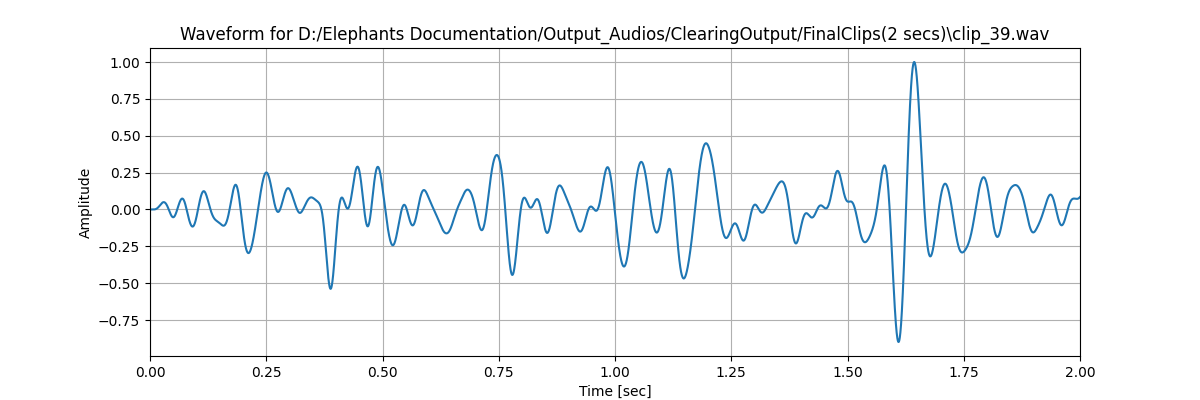 Waveform for D:/Elephants Documentation/Output_Audios/ClearingOutput/FinalClips(2 secs)\clip_39.wav
1.00
0.75
0.50
0.25
0.00
−0.25
−0.50
−0.75
Amplitude
0.00 0.25 0.50 0.75 1.00 1.25 1.50 1.75 2.00
Time [sec]